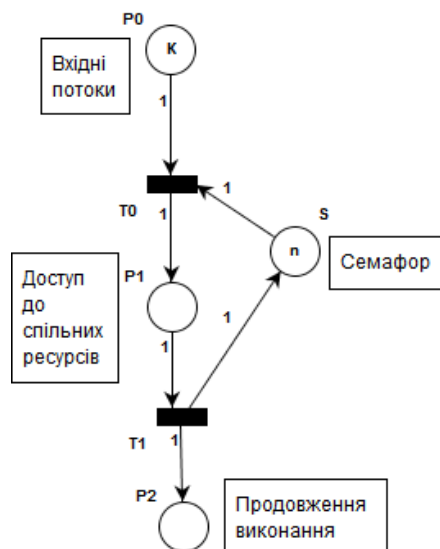 P0
K
Вхідні
потоки
1
T0
1
1
S
n
Семафор
Доступ
до
спільних
ресурсів
P1
1
1
T1
1
P2
Продовження
виконання